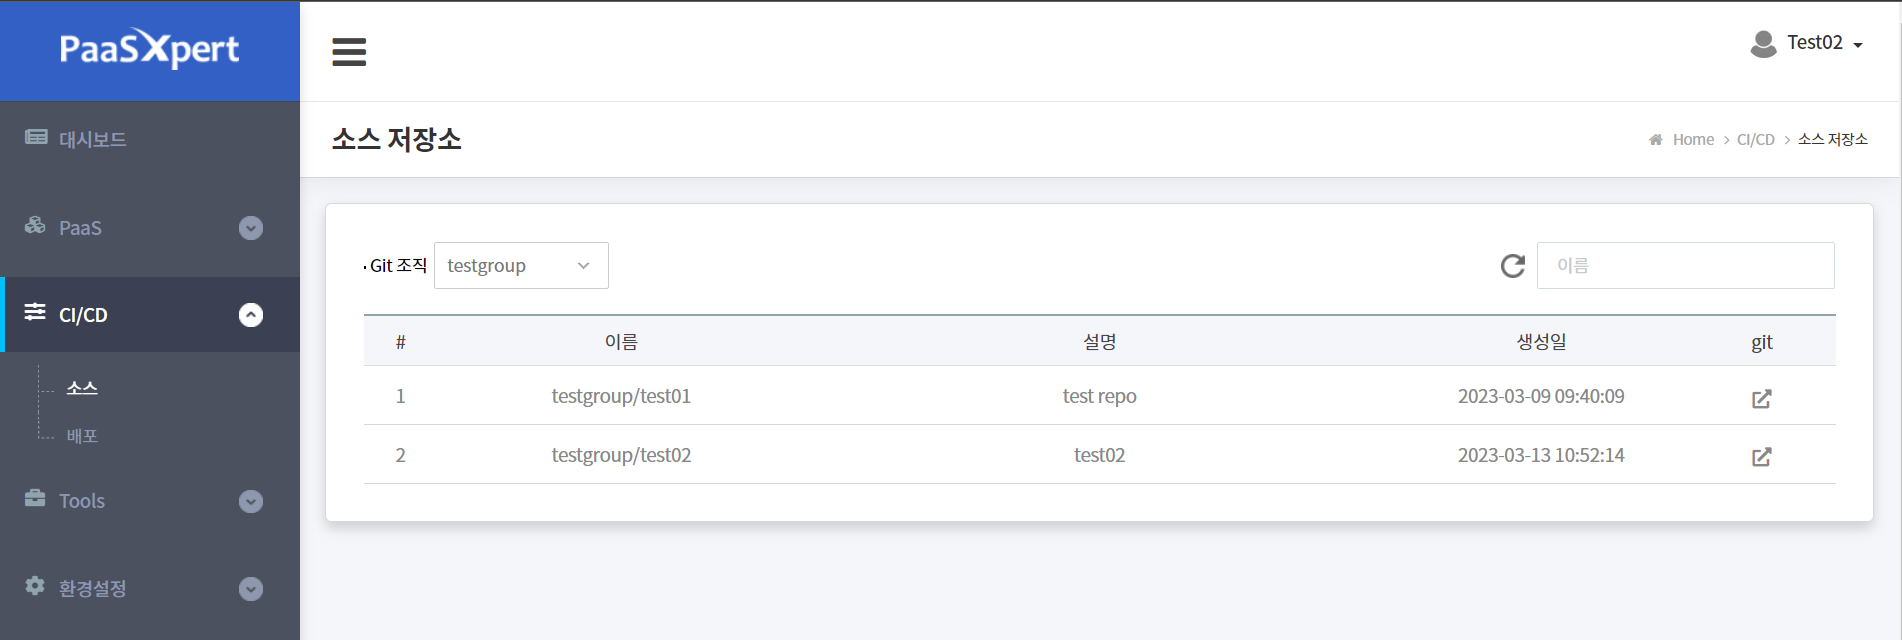 PaaSXpert
Test02
대시보드
PaaS
CI/CD
소스
배포
Tools
환경설정
소스 저장소
Home > CI/CD > 소스 저장소
Git 조직 testgroup
이름
# 이름 설명 생성일 git
1 testgroup/test01 test repo 2023-03-09 09:40:09
2 testgroup/test02 test02 2023-03-13 10:52:14